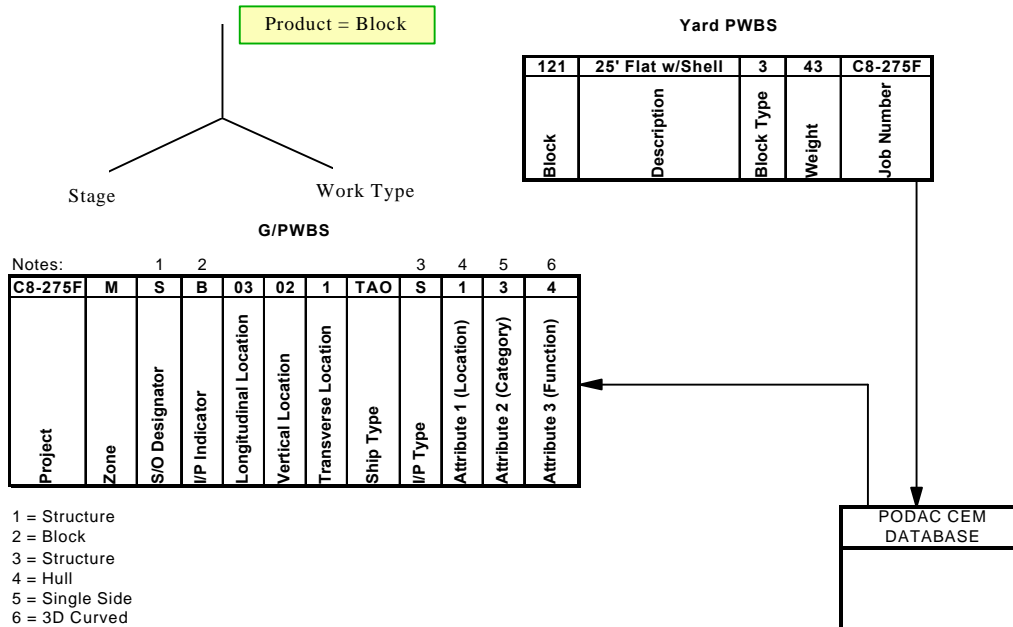 Product = Block
Stage
Work Type
Yard PWBS
121 25' Flat w/Shell 3 43 C8-275F
Block Description Block Type Weight Job Number
G/PWBS
Notes: 1 2 3 4 5 6
C8-275F M S B 03 02 1 TAO S 1 3 4
Project Zone S/O Designator I/P Indicator Longitudinal Location Vertical Location Transverse Location Ship Type I/P Type Attribute 1 (Location) Attribute 2 (Category) Attribute 3 (Function)
1 = Structure
2 = Block
3 = Structure
4 = Hull
5 = Single Side
6 = 3D Curved
PODAC CEM
DATABASE